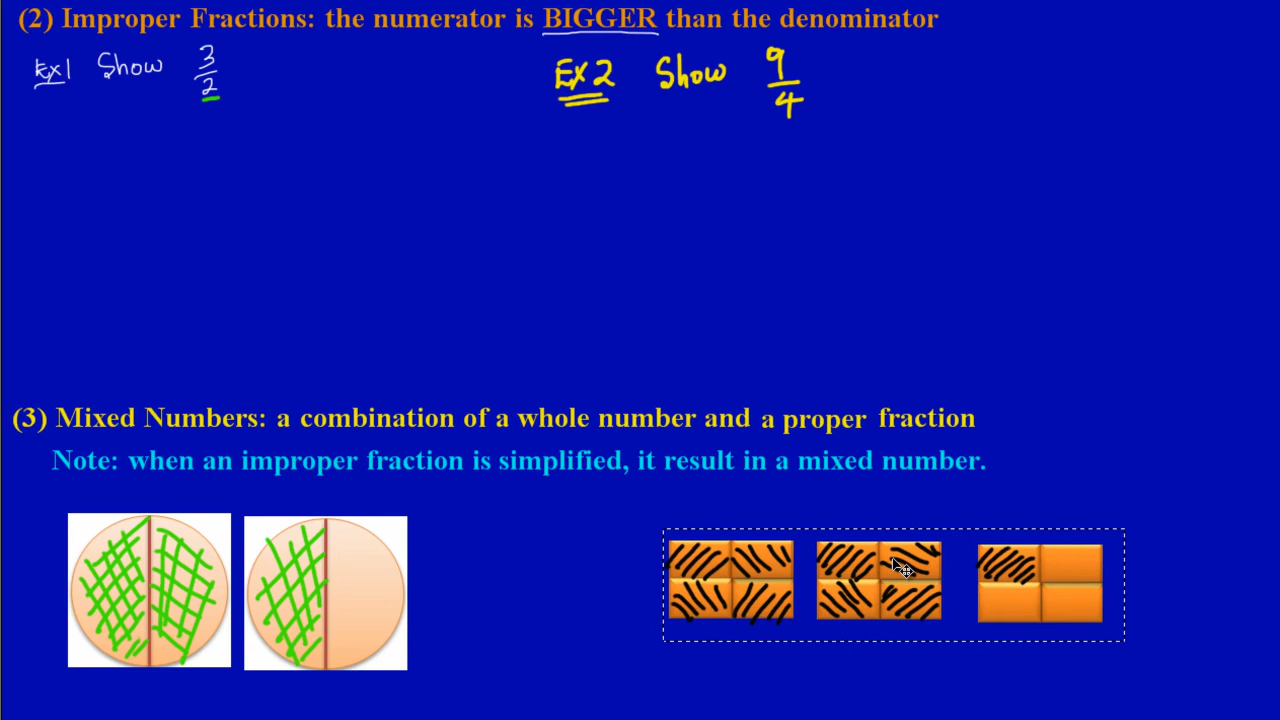 (2) Improper Fractions: the numerator is BIGGER than the denominator
Ex1 Show 3/2
Ex2 Show 9/4
(3) Mixed Numbers: a combination of a whole number and a proper fraction
Note: when an improper fraction is simplified, it result in a mixed number.